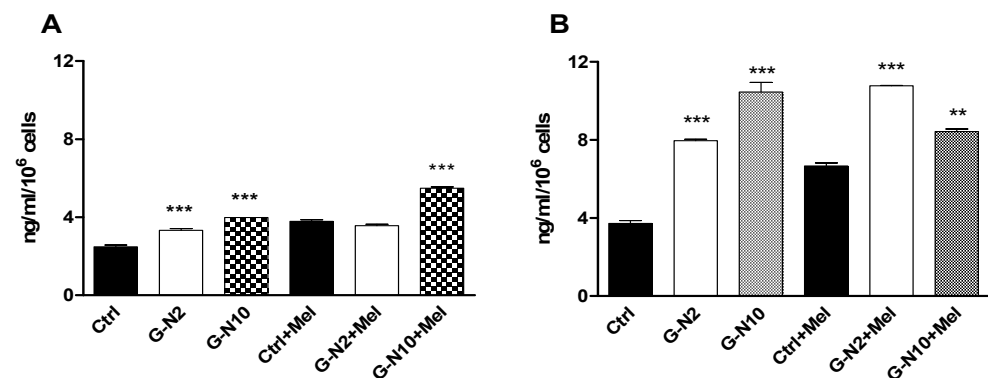 A
ng/ml/10⁶ cells
12
8
4
0
***
***
***
Ctrl
G-N2
G-N10
Ctrl+Mel
G-N2+Mel
G-N10+Mel
B
ng/ml/10⁶ cells
12
8
4
0
***
***
***
**
Ctrl
G-N2
G-N10
Ctrl+Mel
G-N2+Mel
G-N10+Mel